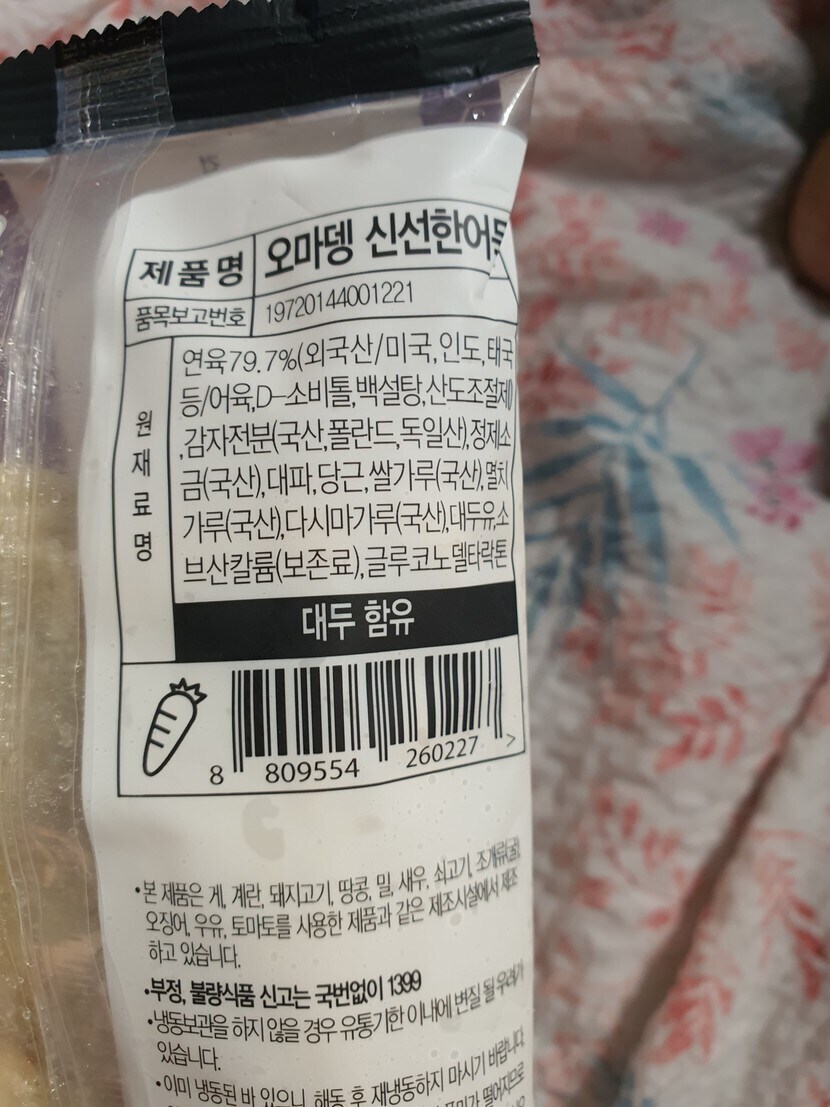 제품명 오마뎅 신선한어묵
품목보고번호 19720144001221
원재료명
연육79.7%(외국산/미국,인도,태국
등/어육,D-소비톨,백설탕,산도조절제)
,감자전분(국산,폴란드,독일산),정제소
금(국산),대파,당근,쌀가루(국산),멸치
가루(국산),다시마가루(국산),대두유,소
브산칼륨(보존료),글루코노델타락톤
대두 함유
8 809554 260227 >
•본 제품은 게, 계란, 돼지고기, 땅콩, 밀, 새우, 쇠고기, 조개류(굴),
오징어, 우유, 토마토를 사용한 제품과 같은 제조시설에서 제조
하고 있습니다.
•부정, 불량식품 신고는 국번없이 1399
•냉동보관을 하지 않을 경우 유통기한 이내에 변질 될 우려가
있습니다.
•이미 냉동된 바 있으니 해동 후 재냉동하지 마시기 바랍니다.
떨어지므로